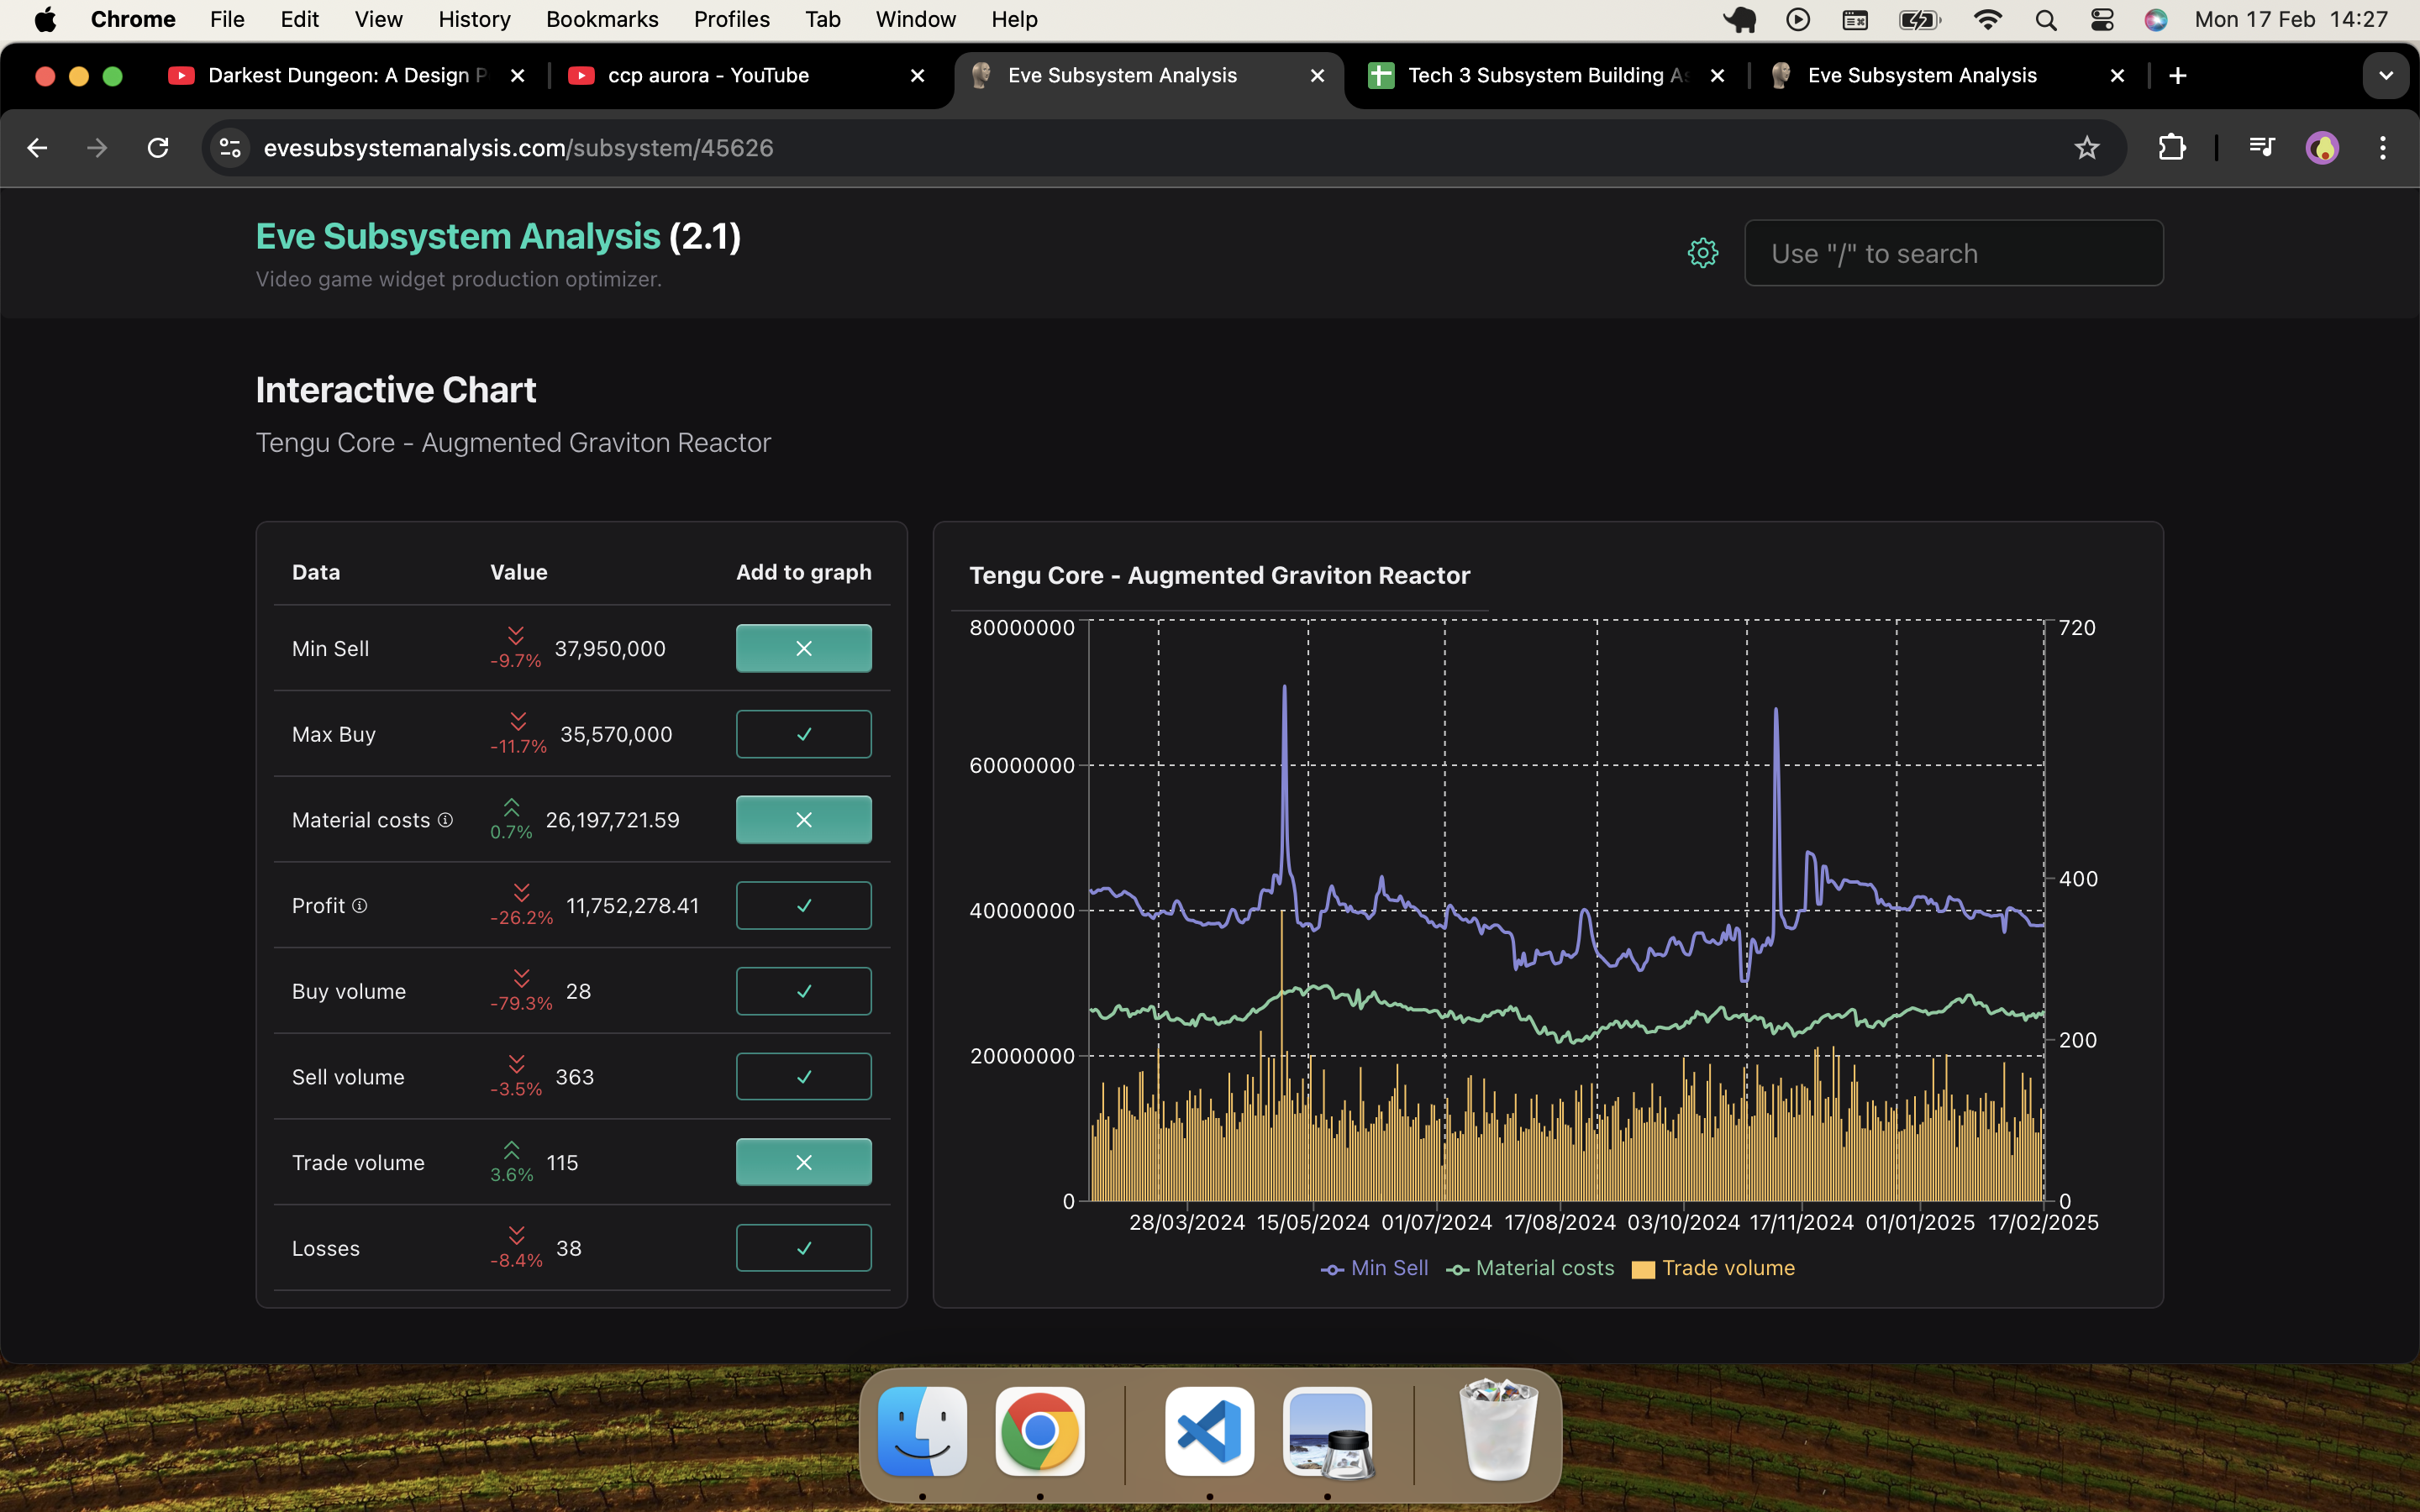 Chrome File Edit View History Bookmarks Profiles Tab Window Help Mon 17 Feb 14:27
Darkest Dungeon: A Design P ccp aurora - YouTube Eve Subsystem Analysis Tech 3 Subsystem Building As Eve Subsystem Analysis
evesubsystemanalysis.com/subsystem/45626
Eve Subsystem Analysis (2.1)
Video game widget production optimizer.
Use "/" to search
Interactive Chart
Tengu Core - Augmented Graviton Reactor
Data Value Add to graph
Min Sell -9.7% 37,950,000
Max Buy -11.7% 35,570,000
Material costs 0.7% 26,197,721.59
Profit -26.2% 11,752,278.41
Buy volume -79.3% 28
Sell volume -3.5% 363
Trade volume 3.6% 115
Losses -8.4% 38
Tengu Core - Augmented Graviton Reactor
80000000 720
60000000
400
40000000
200
20000000
0 0
28/03/2024 15/05/2024 01/07/2024 17/08/2024 03/10/2024 17/11/2024 01/01/2025 17/02/2025
Min Sell Material costs Trade volume